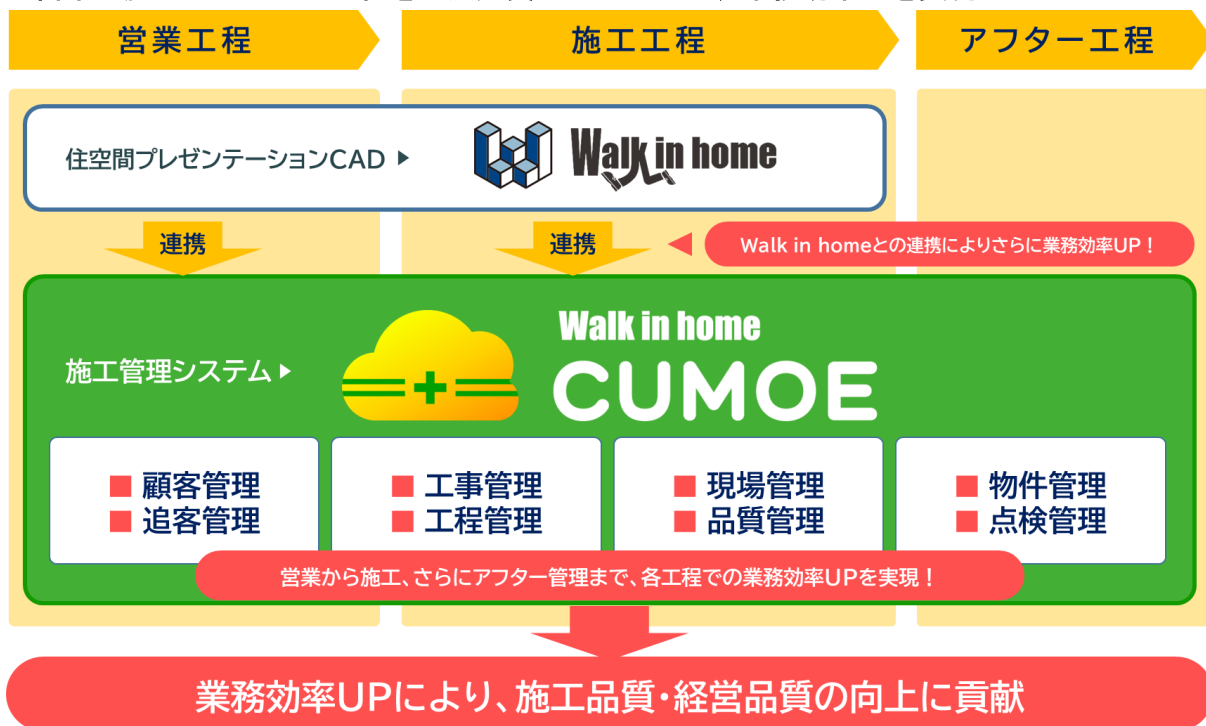 営業工程
施工工程
アフター工程
住空間プレゼンテーションCAD
Walk in home
連携
連携
Walk in homeとの連携によりさらに業務効率UP！
施工管理システム
Walk in home
CUMOE
顧客管理
追客管理
工事管理
工程管理
現場管理
品質管理
物件管理
点検管理
営業から施工、さらにアフター管理まで、各工程での業務効率UPを実現！
業務効率UPにより、施工品質・経営品質の向上に貢献